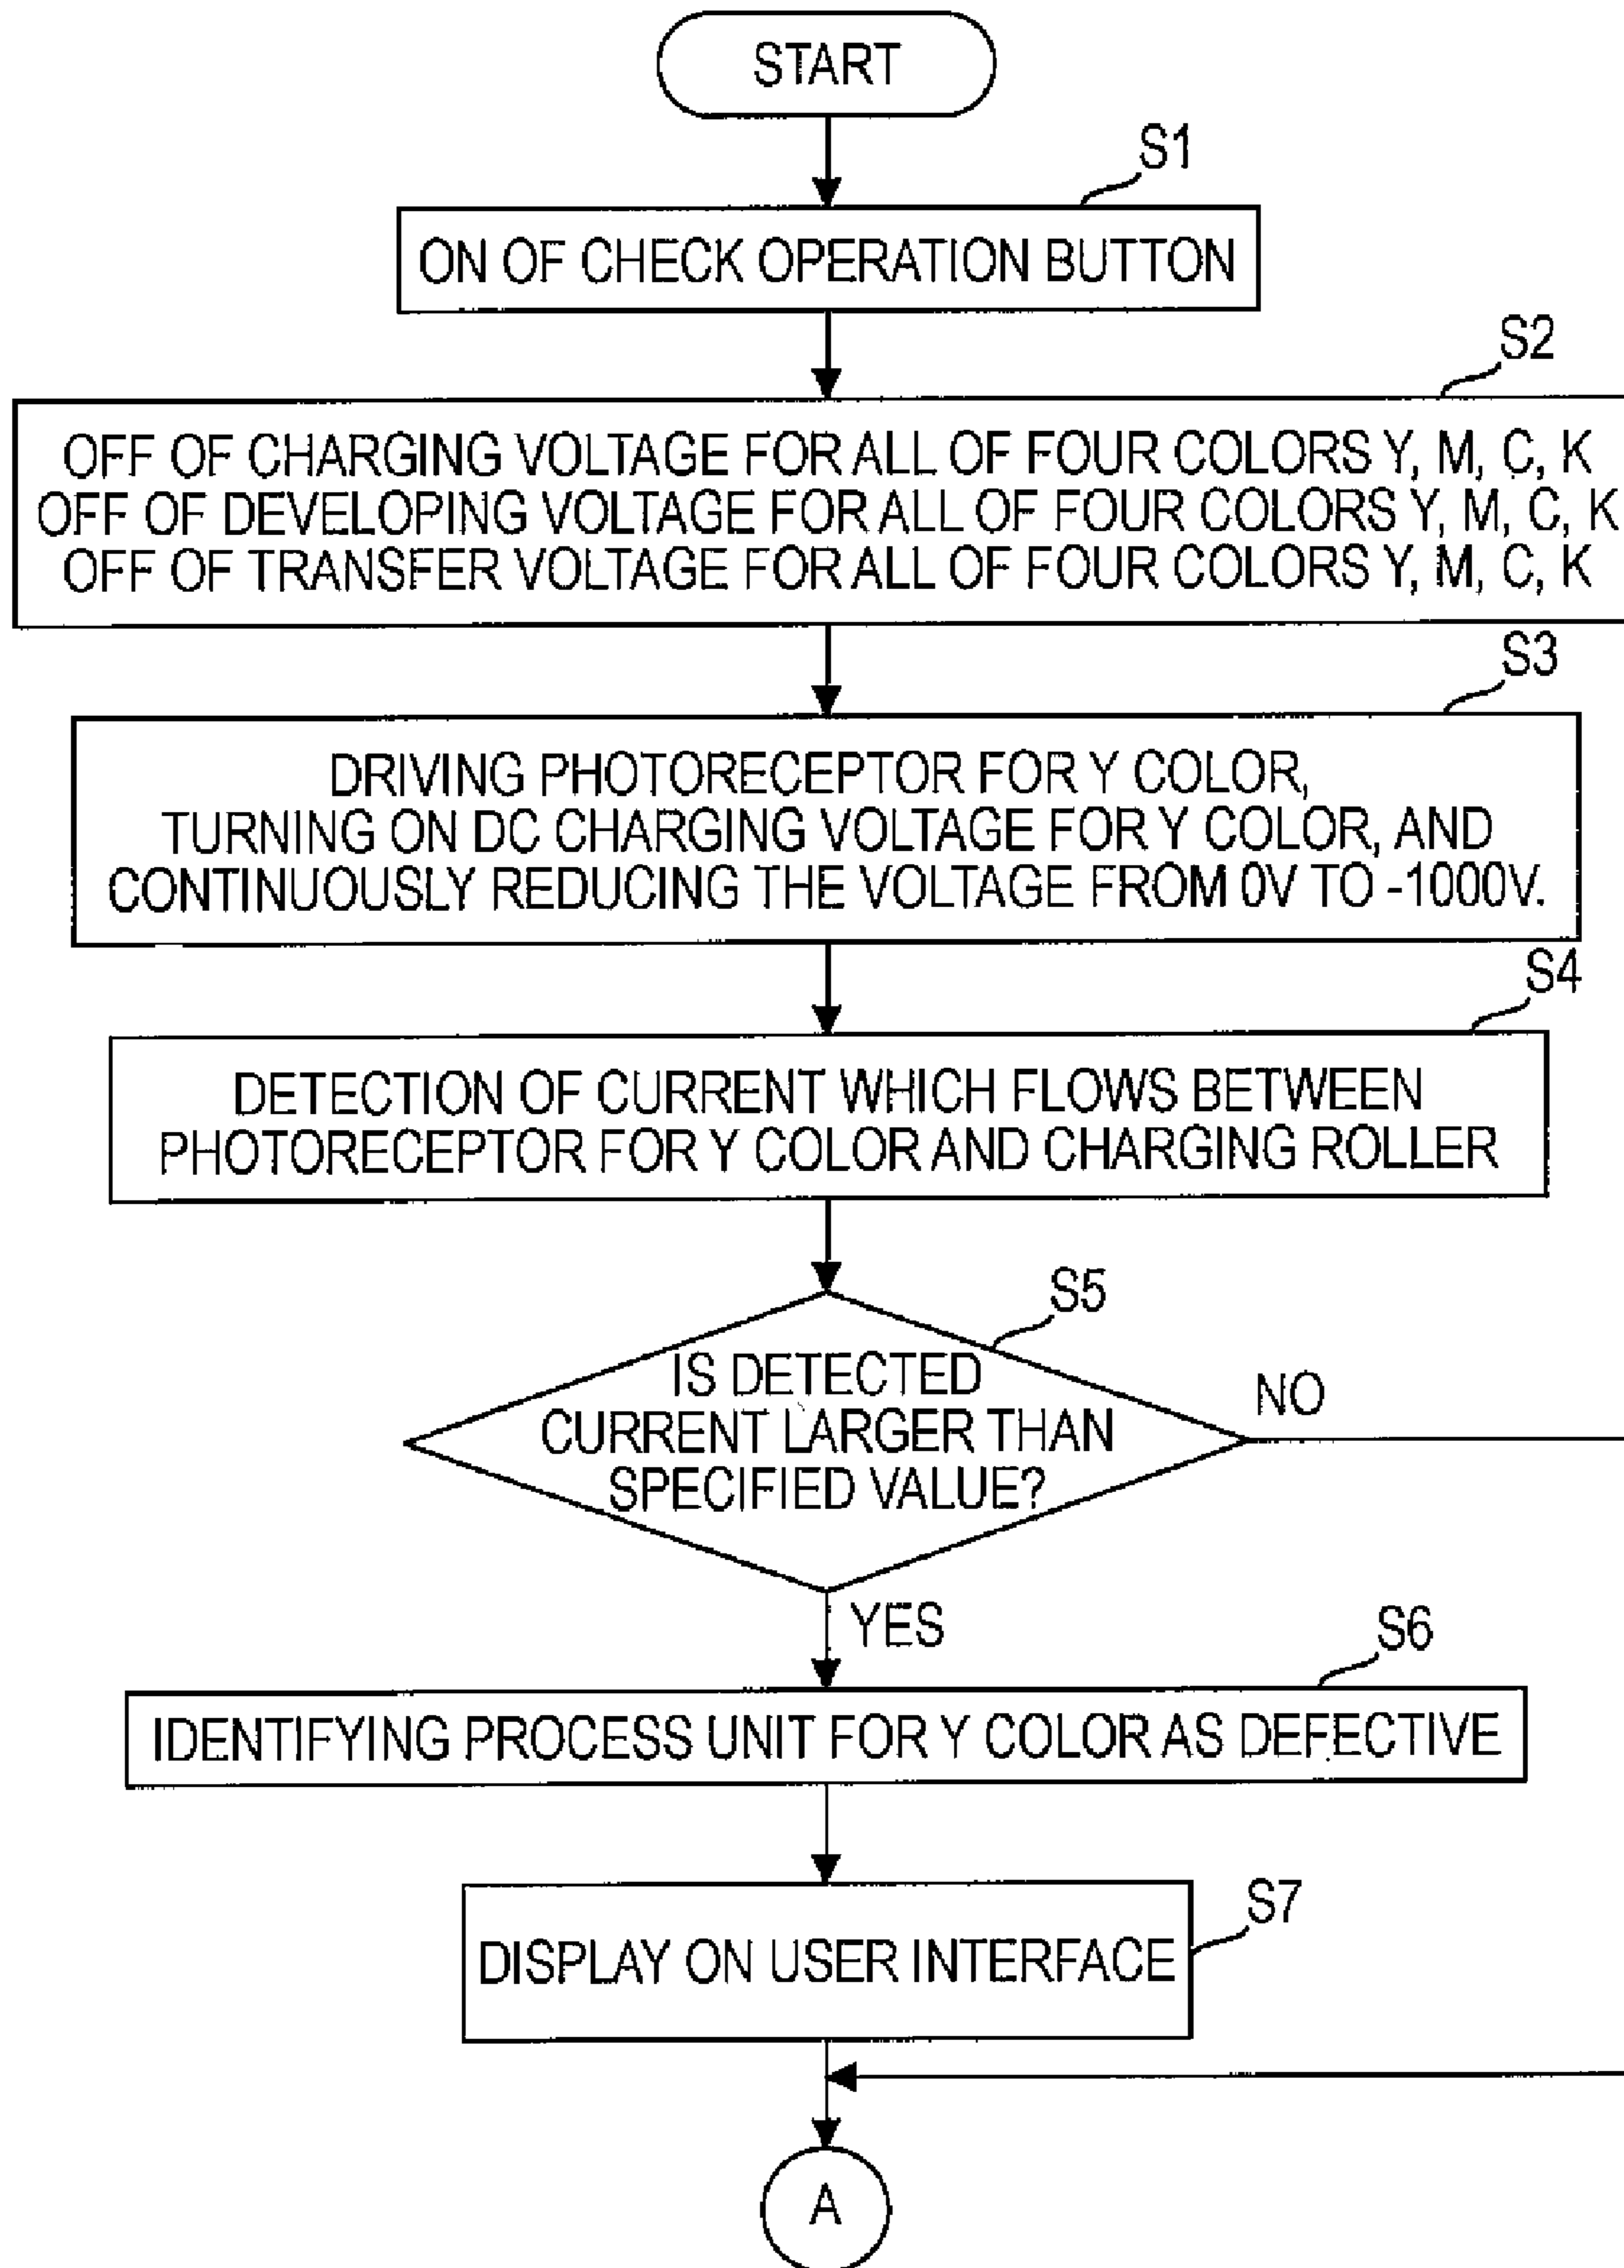 START
S1
ON OF CHECK OPERATION BUTTON
S2
OFF OF CHARGING VOLTAGE FOR ALL OF FOUR COLORS Y, M, C, K
OFF OF DEVELOPING VOLTAGE FOR ALL OF FOUR COLORS Y, M, C, K
OFF OF TRANSFER VOLTAGE FOR ALL OF FOUR COLORS Y, M, C, K
S3
DRIVING PHOTORECEPTOR FOR Y COLOR,
TURNING ON DC CHARGING VOLTAGE FOR Y COLOR, AND
CONTINUOUSLY REDUCING THE VOLTAGE FROM 0V TO -1000V.
S4
DETECTION OF CURRENT WHICH FLOWS BETWEEN
PHOTORECEPTOR FOR Y COLOR AND CHARGING ROLLER
S5
IS DETECTED
CURRENT LARGER THAN
SPECIFIED VALUE?
NO
YES
S6
IDENTIFYING PROCESS UNIT FOR Y COLOR AS DEFECTIVE
S7
DISPLAY ON USER INTERFACE
A